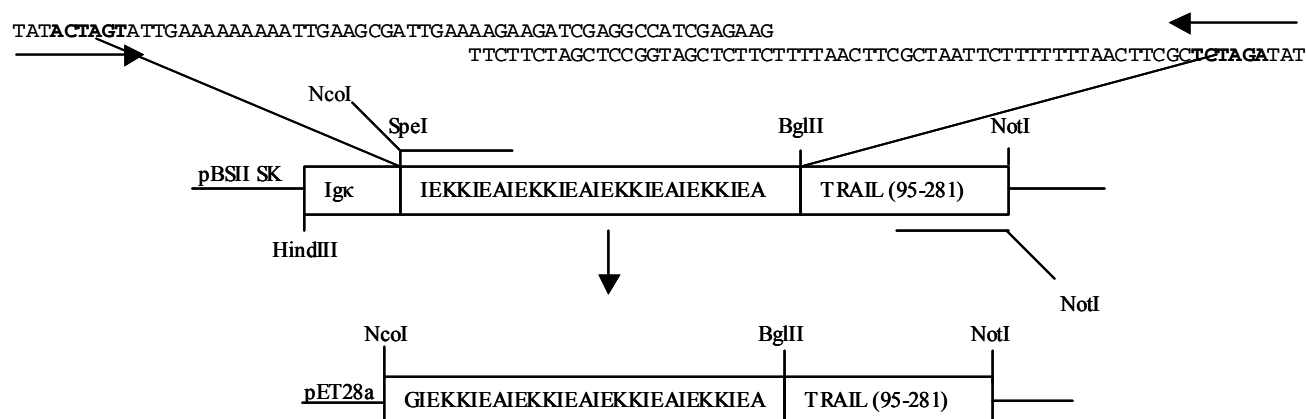 TATACTAGTATTGAAAAAAAAATTGAAGCGATTGAAAAGAAGATCGAGGCCATCGAGAAG
TTCTTCTAGCTCCGGTAGCTCTTCTTTTAACTTCGCTAATTCTTTTTTTAACTTCGCTCTAGATAT
NcoI
SpeI
BglII
NotI
pBSII SK
Igκ
IEKKIEAIEKKIEAIEKKIEAIEKKIEA
TRAIL (95-281)
HindIII
NotI
NcoI
BglII
NotI
pET28a
GIEKKIEAIEKKIEAIEKKIEAIEKKIEA
TRAIL (95-281)